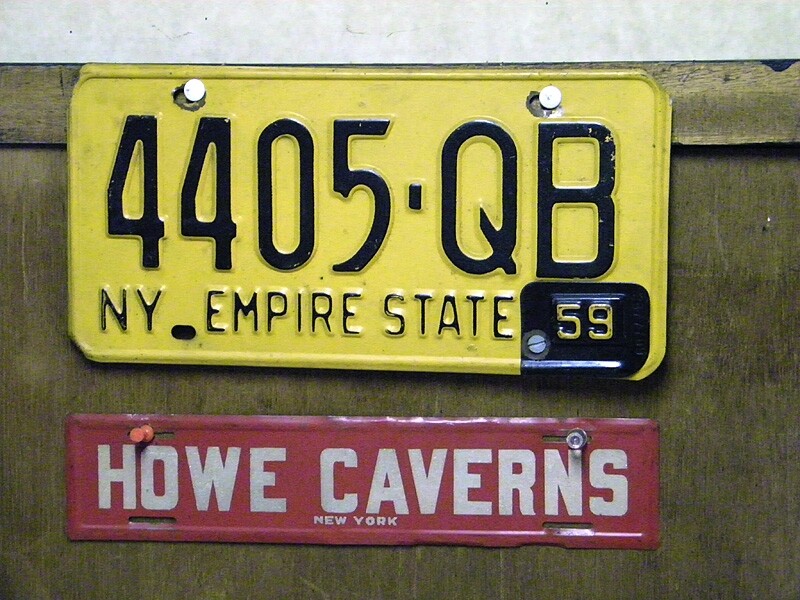 4405·QB
NY EMPIRE STATE 59
HOWE CAVERNS
NEW YORK